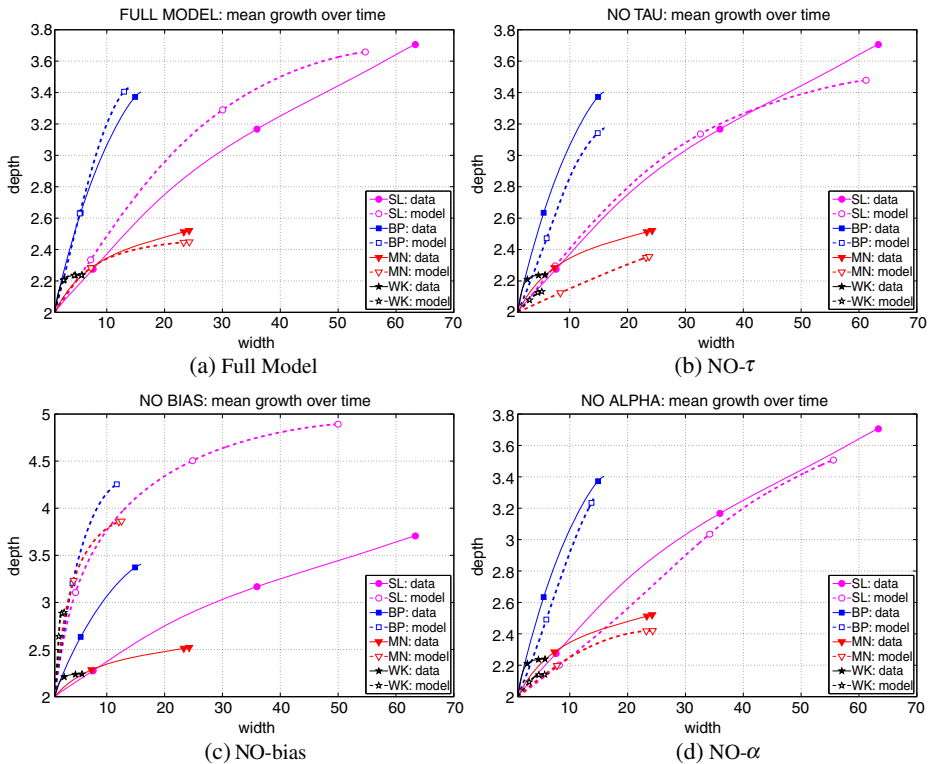 FULL MODEL: mean growth over time
3.8
3.6
3.4
3.2
3
2.8
2.6
2.4
2.2
2
depth
10
20
30
40
50
60
70
width
SL: data
SL: model
BP: data
BP: model
MN: data
MN: model
WK: data
WK: model
(a) Full Model
NO TAU: mean growth over time
3.8
3.6
3.4
3.2
3
2.8
2.6
2.4
2.2
2
depth
10
20
30
40
50
60
70
width
SL: data
SL: model
BP: data
BP: model
MN: data
MN: model
WK: data
WK: model
(b) NO-τ
NO BIAS: mean growth over time
5
4.5
4
3.5
3
2.5
2
depth
10
20
30
40
50
60
70
width
SL: data
SL: model
BP: data
BP: model
MN: data
MN: model
WK: data
WK: model
(c) NO-bias
NO ALPHA: mean growth over time
3.8
3.6
3.4
3.2
3
2.8
2.6
2.4
2.2
2
depth
10
20
30
40
50
60
70
width
SL: data
SL: model
BP: data
BP: model
MN: data
MN: model
WK: data
WK: model
(d) NO-α